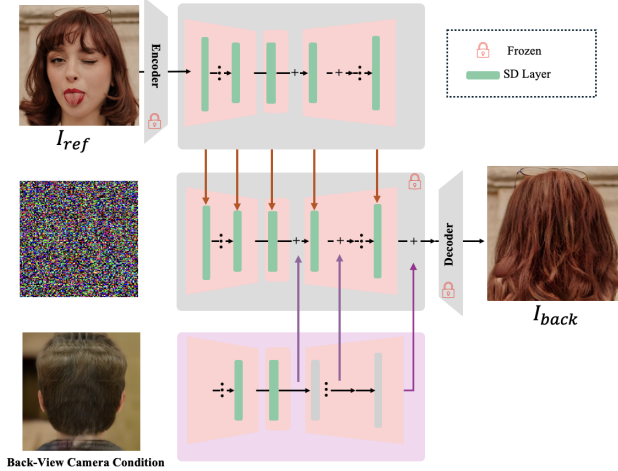 Encoder
Frozen
SD Layer
I_ref
Decoder
I_back
Back-View Camera Condition